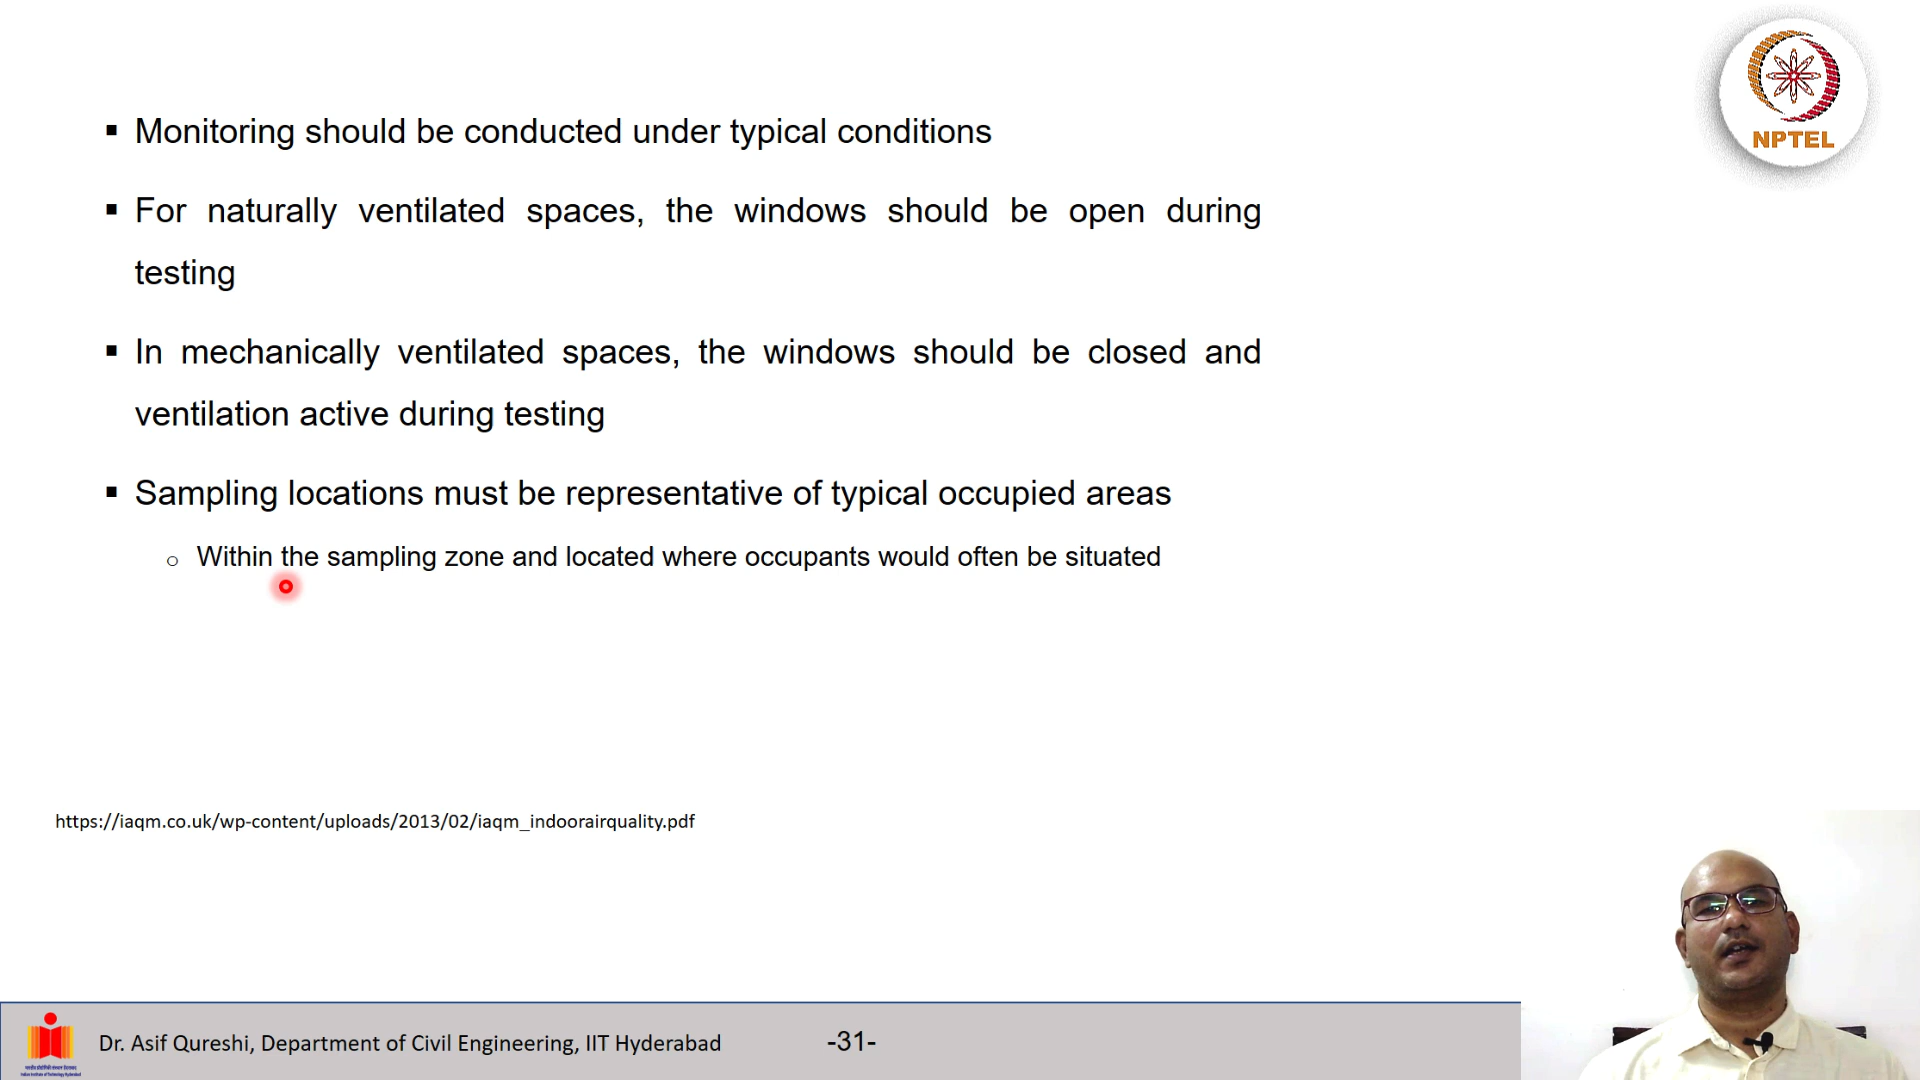 NPTEL
▪ Monitoring should be conducted under typical conditions
▪ For naturally ventilated spaces, the windows should be open during
testing
▪ In mechanically ventilated spaces, the windows should be closed and
ventilation active during testing
▪ Sampling locations must be representative of typical occupied areas
o Within the sampling zone and located where occupants would often be situated
https://iaqm.co.uk/wp-content/uploads/2013/02/iaqm_indoorairquality.pdf
Dr. Asif Qureshi, Department of Civil Engineering, IIT Hyderabad -31-